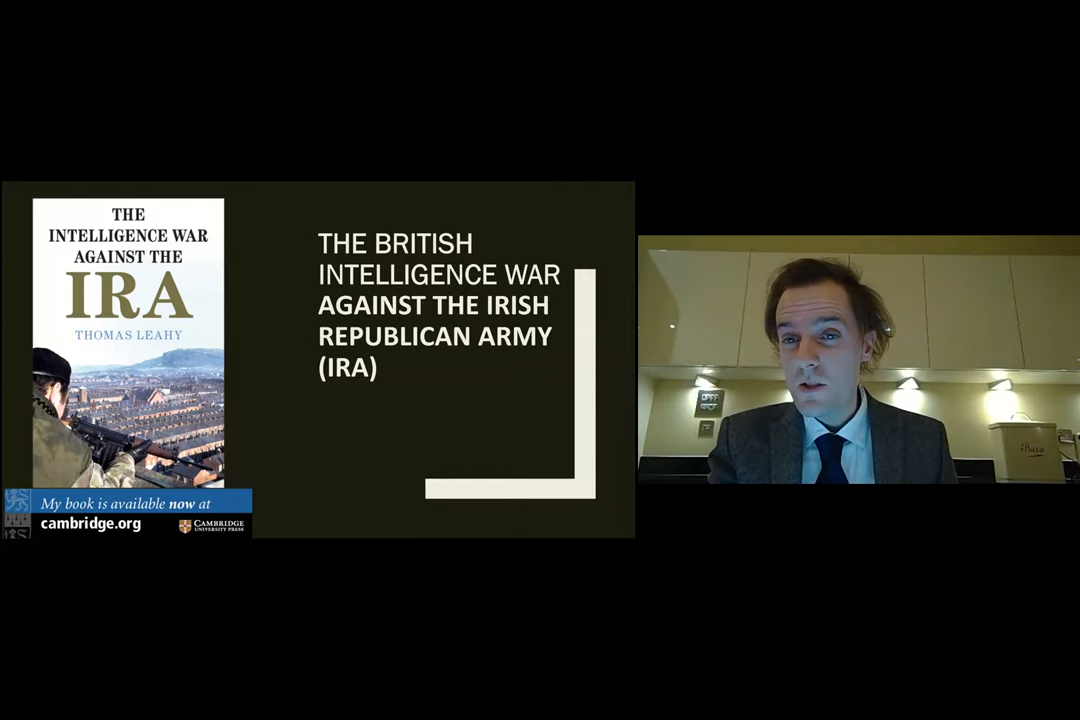 THE
INTELLIGENCE WAR
AGAINST THE
IRA
THOMAS LEAHY
My book is available now at
cambridge.org
CAMBRIDGE
UNIVERSITY PRESS
THE BRITISH
INTELLIGENCE WAR
AGAINST THE IRISH
REPUBLICAN ARMY
(IRA)